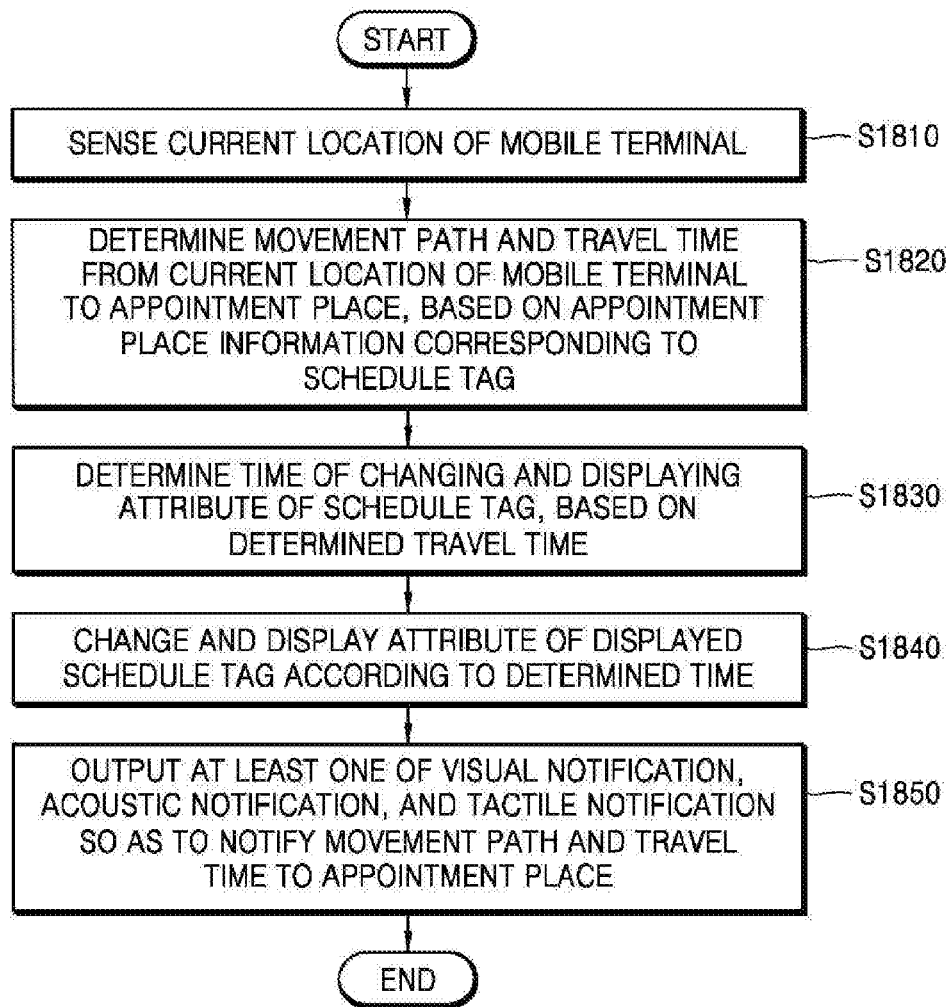 START
SENSE CURRENT LOCATION OF MOBILE TERMINAL
S1810
DETERMINE MOVEMENT PATH AND TRAVEL TIME
FROM CURRENT LOCATION OF MOBILE TERMINAL
TO APPOINTMENT PLACE, BASED ON APPOINTMENT
PLACE INFORMATION CORRESPONDING TO
SCHEDULE TAG
S1820
DETERMINE TIME OF CHANGING AND DISPLAYING
ATTRIBUTE OF SCHEDULE TAG, BASED ON
DETERMINED TRAVEL TIME
S1830
CHANGE AND DISPLAY ATTRIBUTE OF DISPLAYED
SCHEDULE TAG ACCORDING TO DETERMINED TIME
S1840
OUTPUT AT LEAST ONE OF VISUAL NOTIFICATION,
ACOUSTIC NOTIFICATION, AND TACTILE NOTIFICATION
SO AS TO NOTIFY MOVEMENT PATH AND TRAVEL
TIME TO APPOINTMENT PLACE
S1850
END